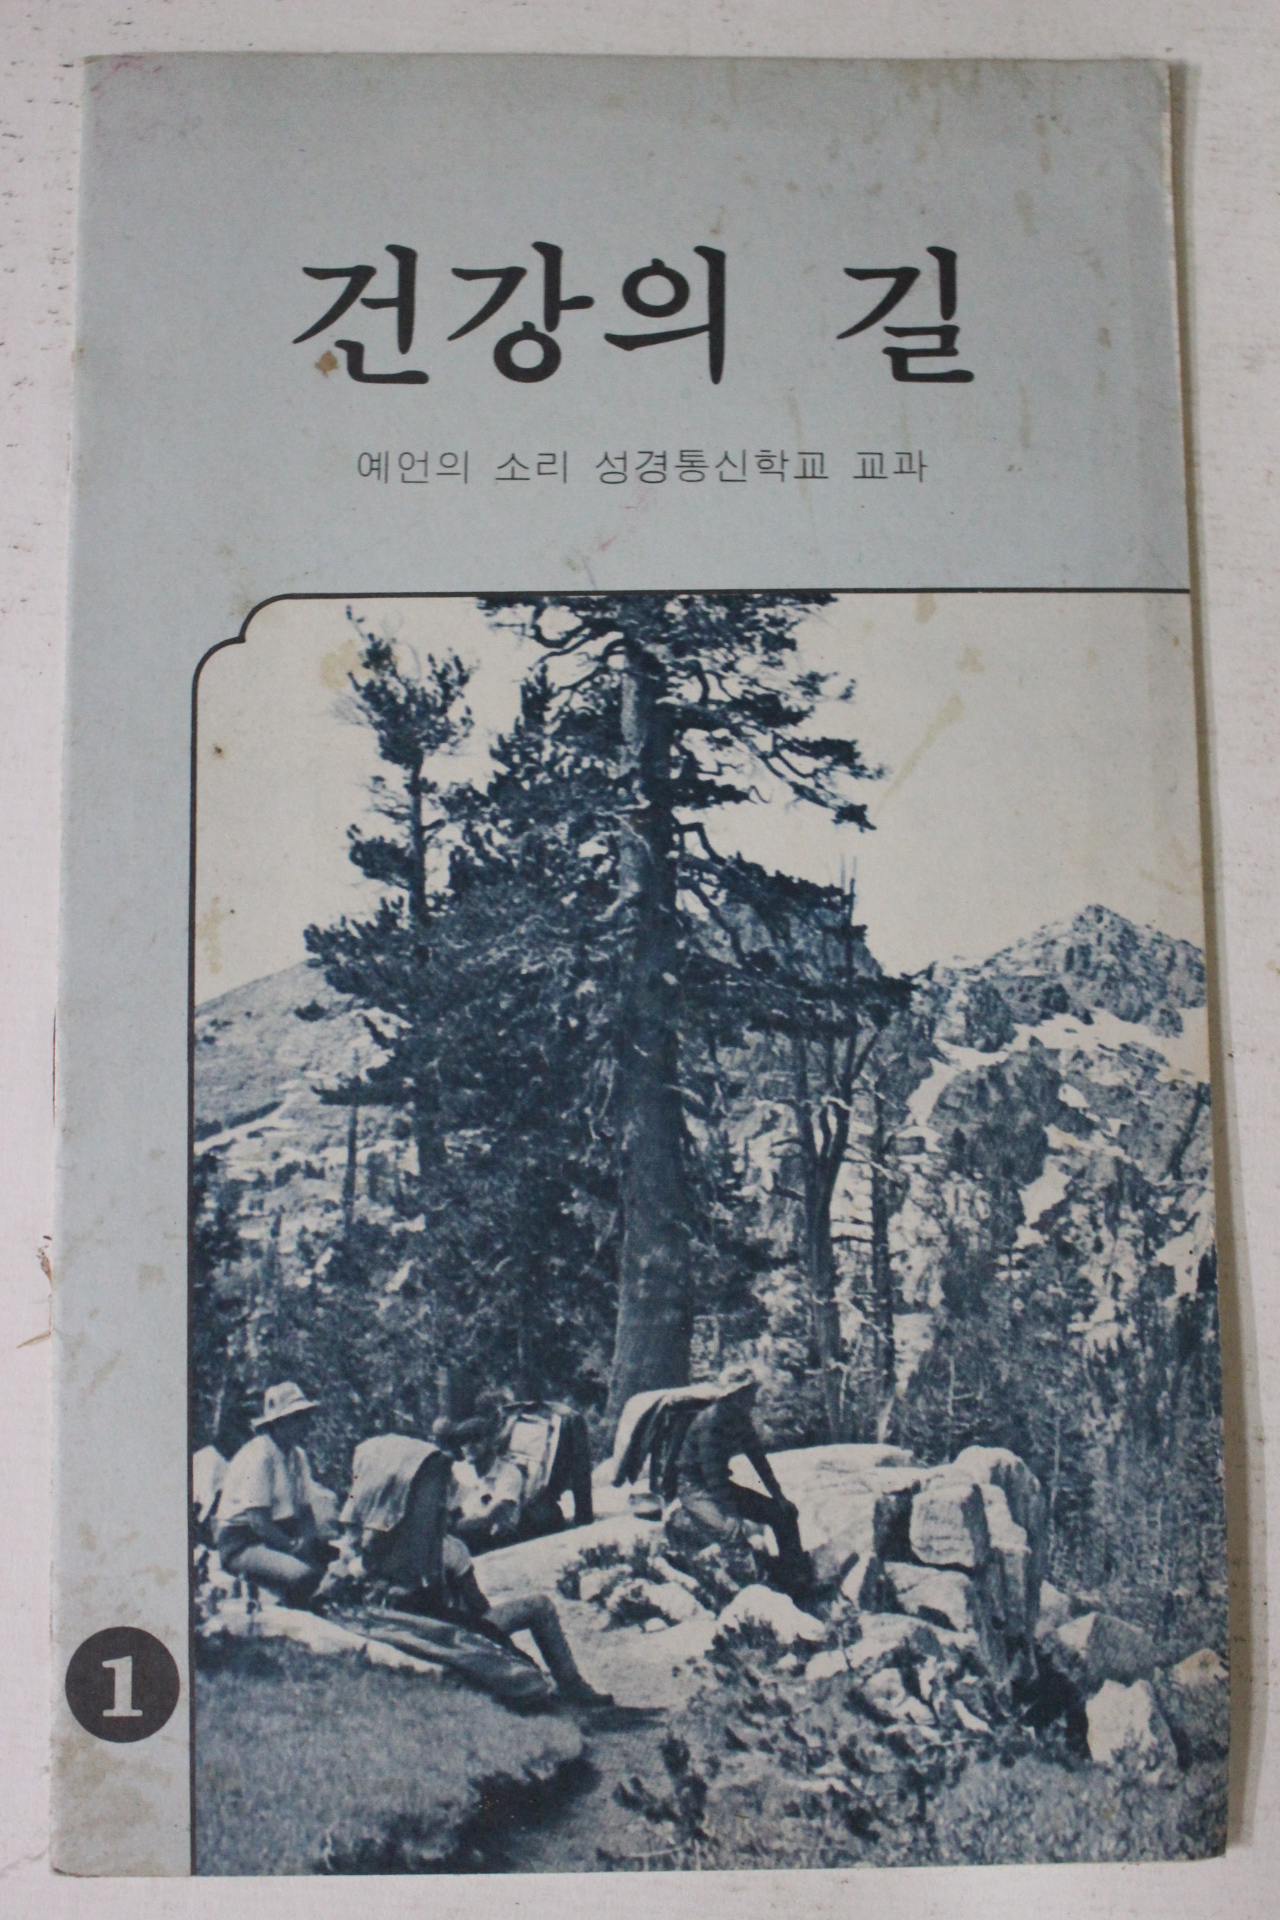 건강의 길
예언의 소리 성경통신학교 교과
1